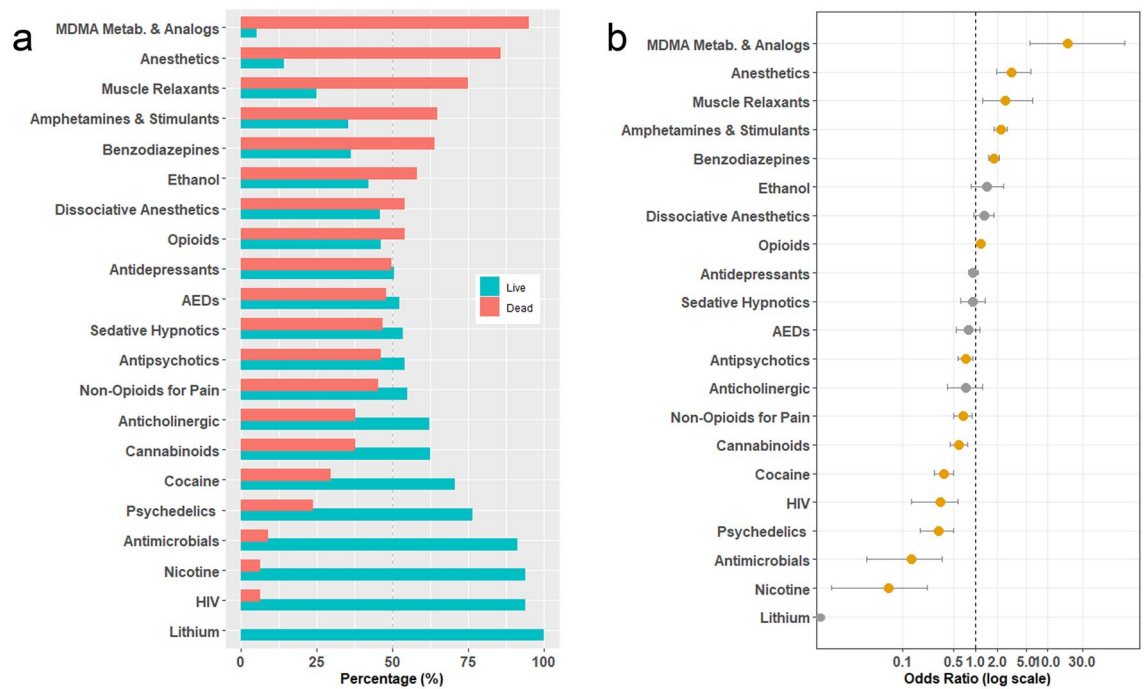 a
MDMA Metab. & Analogs
Anesthetics
Muscle Relaxants
Amphetamines & Stimulants
Benzodiazepines
Ethanol
Dissociative Anesthetics
Opioids
Antidepressants
AEDs
Sedative Hypnotics
Antipsychotics
Non-Opioids for Pain
Anticholinergic
Cannabinoids
Cocaine
Psychedelics
Antimicrobials
Nicotine
HIV
Lithium
Live
Dead
0 25 50 75 100
Percentage (%)
b
MDMA Metab. & Analogs
Anesthetics
Muscle Relaxants
Amphetamines & Stimulants
Benzodiazepines
Ethanol
Dissociative Anesthetics
Opioids
Antidepressants
Sedative Hypnotics
AEDs
Antipsychotics
Anticholinergic
Non-Opioids for Pain
Cannabinoids
Cocaine
HIV
Psychedelics
Antimicrobials
Nicotine
Lithium
0.1 0.5 1.0 2.0 5.0 10.0 30.0
Odds Ratio (log scale)